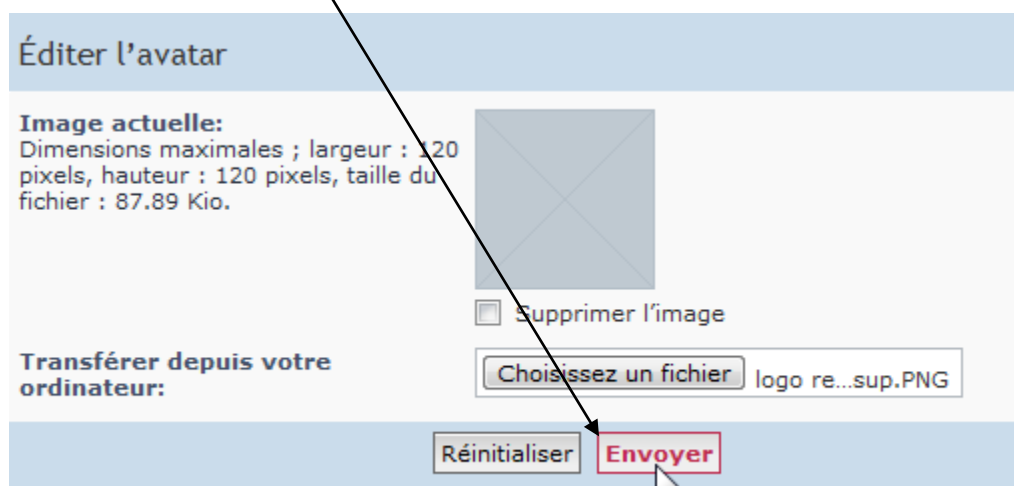 Éditer l’avatar
Image actuelle:
Dimensions maximales ; largeur : 120
pixels, hauteur : 120 pixels, taille du
fichier : 87.89 Kio.
Supprimer l’image
Transférer depuis votre
ordinateur:
Choisissez un fichier logo re...sup.PNG
Réinitialiser Envoyer